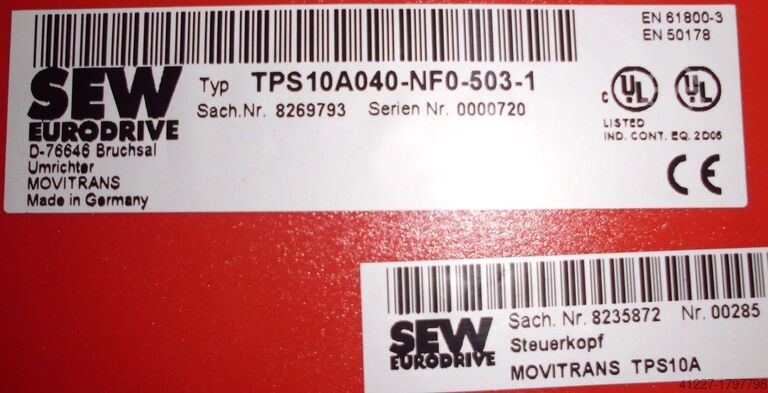 EN 61800-3
EN 50178
SEW
EURODRIVE
Typ TPS10A040-NF0-503-1
Sach.Nr. 8269793 Serien Nr. 0000720
D-76646 Bruchsal
Umrichter
MOVITRANS
Made in Germany
C UL UL
LISTED
IND. CONT. EQ. 2D06
CE
SEW
EURODRIVE
Sach. Nr. 8235872 Nr. 00285
Steuerkopf
MOVITRANS TPS10A
41227-1797798